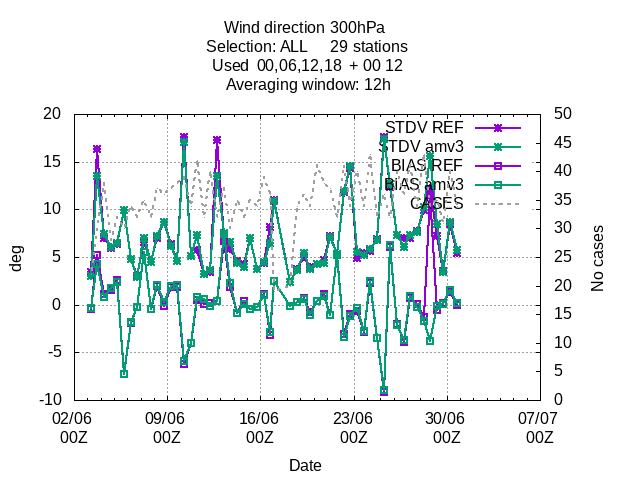 Wind direction 300hPa
Selection: ALL     29 stations
Used  00,06,12,18  + 00 12
Averaging window: 12h
20
15
10
5
0
-5
-10
deg
50
45
40
35
30
25
20
15
10
5
0
No cases
STDV REF
STDV amv3
BIAS REF
BIAS amv3
CASES
02/06 09/06 16/06 23/06 30/06 07/07
00Z 00Z 00Z 00Z 00Z 00Z
Date